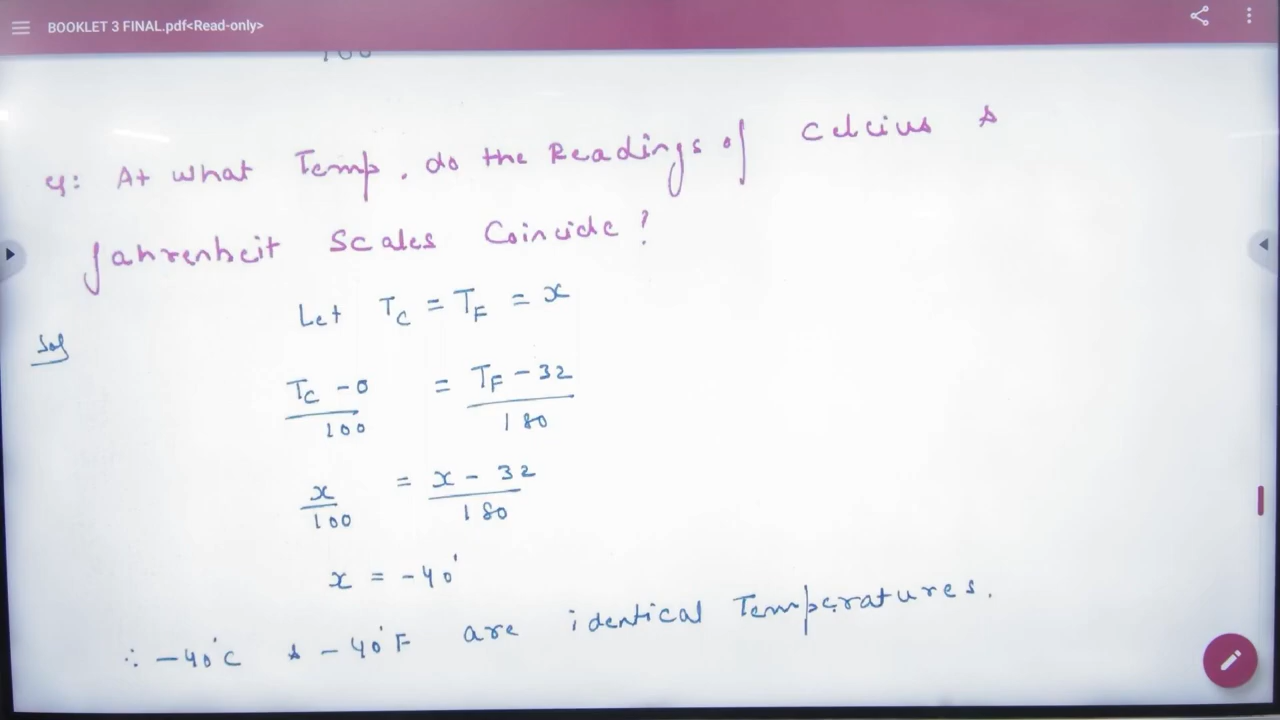 BOOKLET 3 FINAL.pdf<Read-only>
100
Q: At what Temp. do the Readings of Celcius &
fahrenheit Scales Coincide?
Sol
Let T_C = T_F = x
T_C - 0 / 100 = T_F - 32 / 180
x / 100 = x - 32 / 180
x = -40°
∴ -40°C & -40°F are identical Temperatures.